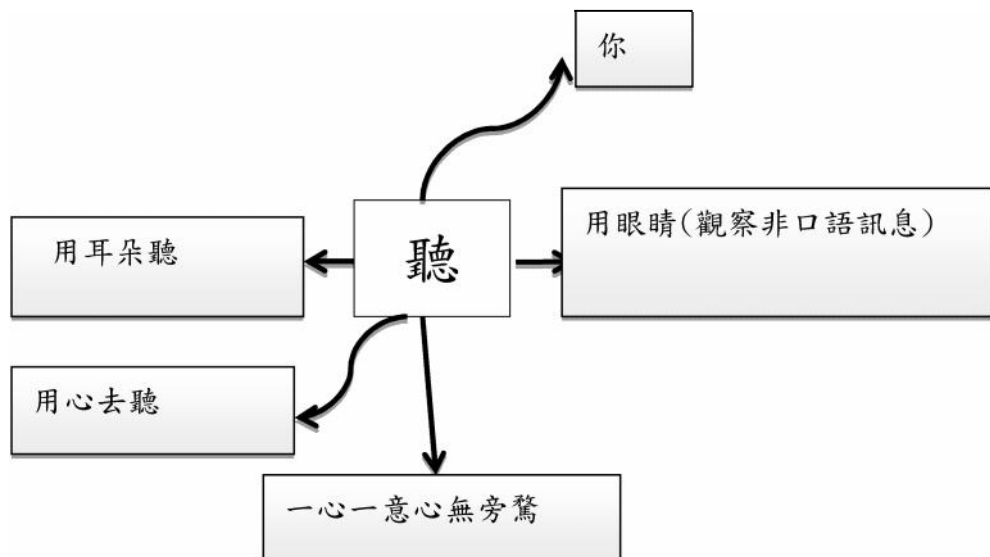 你
用眼睛(觀察非口語訊息)
用耳朵聽
聽
用心去聽
一心一意心無旁騖